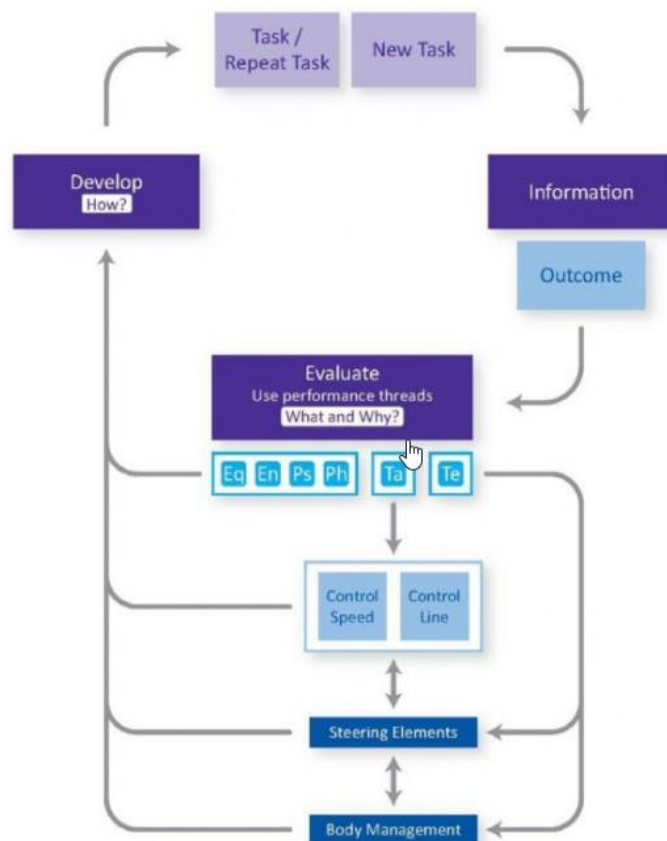 Task /
Repeat Task
New Task
Develop
How?
Information
Outcome
Evaluate
Use performance threads
What and Why?
Eq En Ps Ph Ta Te
Control
Speed
Control
Line
Steering Elements
Body Management